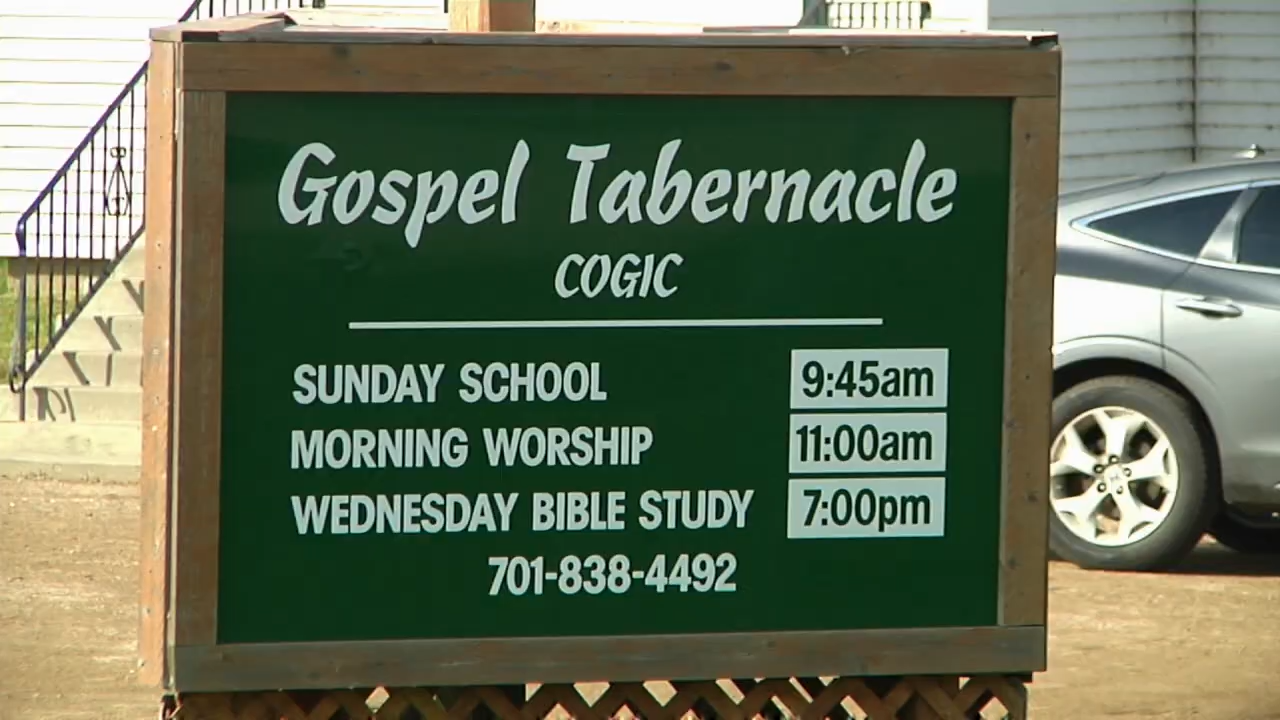 Gospel Tabernacle
COGIC
SUNDAY SCHOOL 9:45am
MORNING WORSHIP 11:00am
WEDNESDAY BIBLE STUDY 7:00pm
701-838-4492